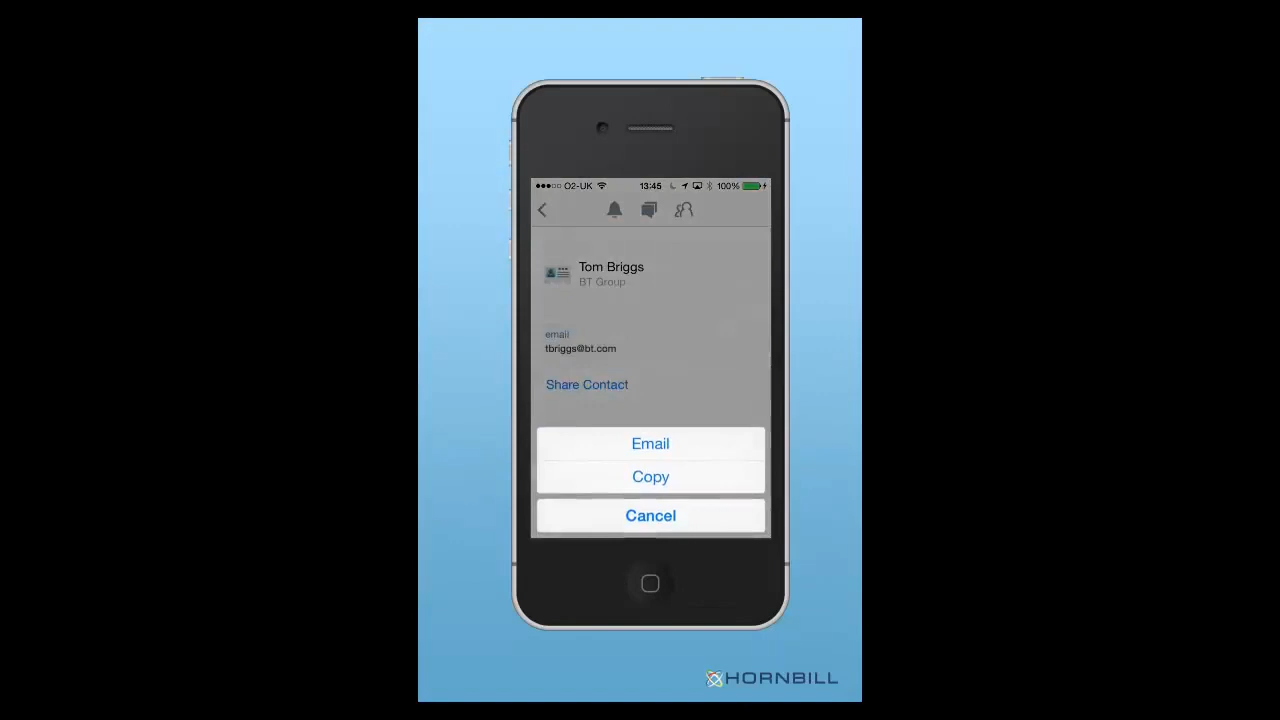 O2-UK 13:45 100%
Tom Briggs
BT Group
email
tbriggs@bt.com
Share Contact
Email
Copy
Cancel
HORNBILL